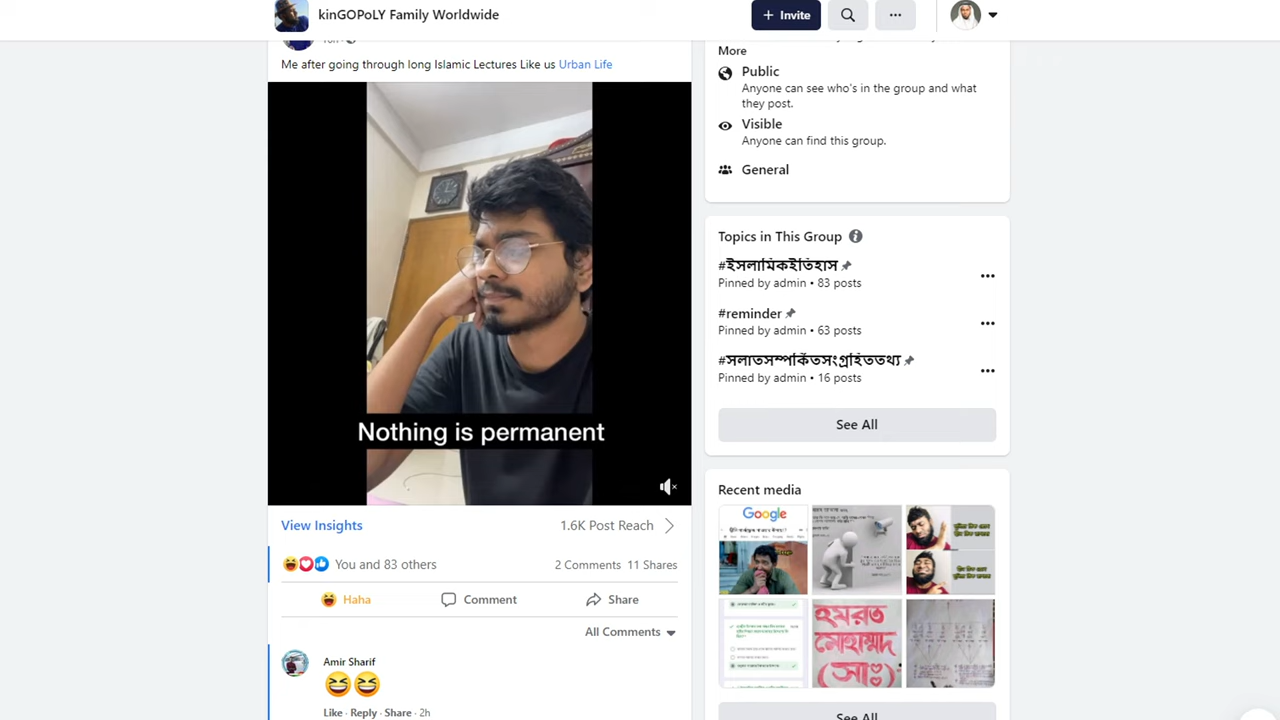 kinGOPoLY Family Worldwide
+ Invite
Me after going through long Islamic Lectures Like us Urban Life
Nothing is permanent
View Insights
1.6K Post Reach
You and 83 others
2 Comments 11 Shares
Haha
Comment
Share
All Comments
Amir Sharif
Like · Reply · Share · 2h
More
Public
Anyone can see who's in the group and what
they post.
Visible
Anyone can find this group.
General
Topics in This Group
#ইসলামিকইতিহাস
Pinned by admin • 83 posts
#reminder
Pinned by admin • 63 posts
#সলাতসম্পর্কিতসংগ্রহিততথ্য
Pinned by admin • 16 posts
See All
Recent media
Google
হযরত
মোহাম্মদ
(সাঃ)
See All